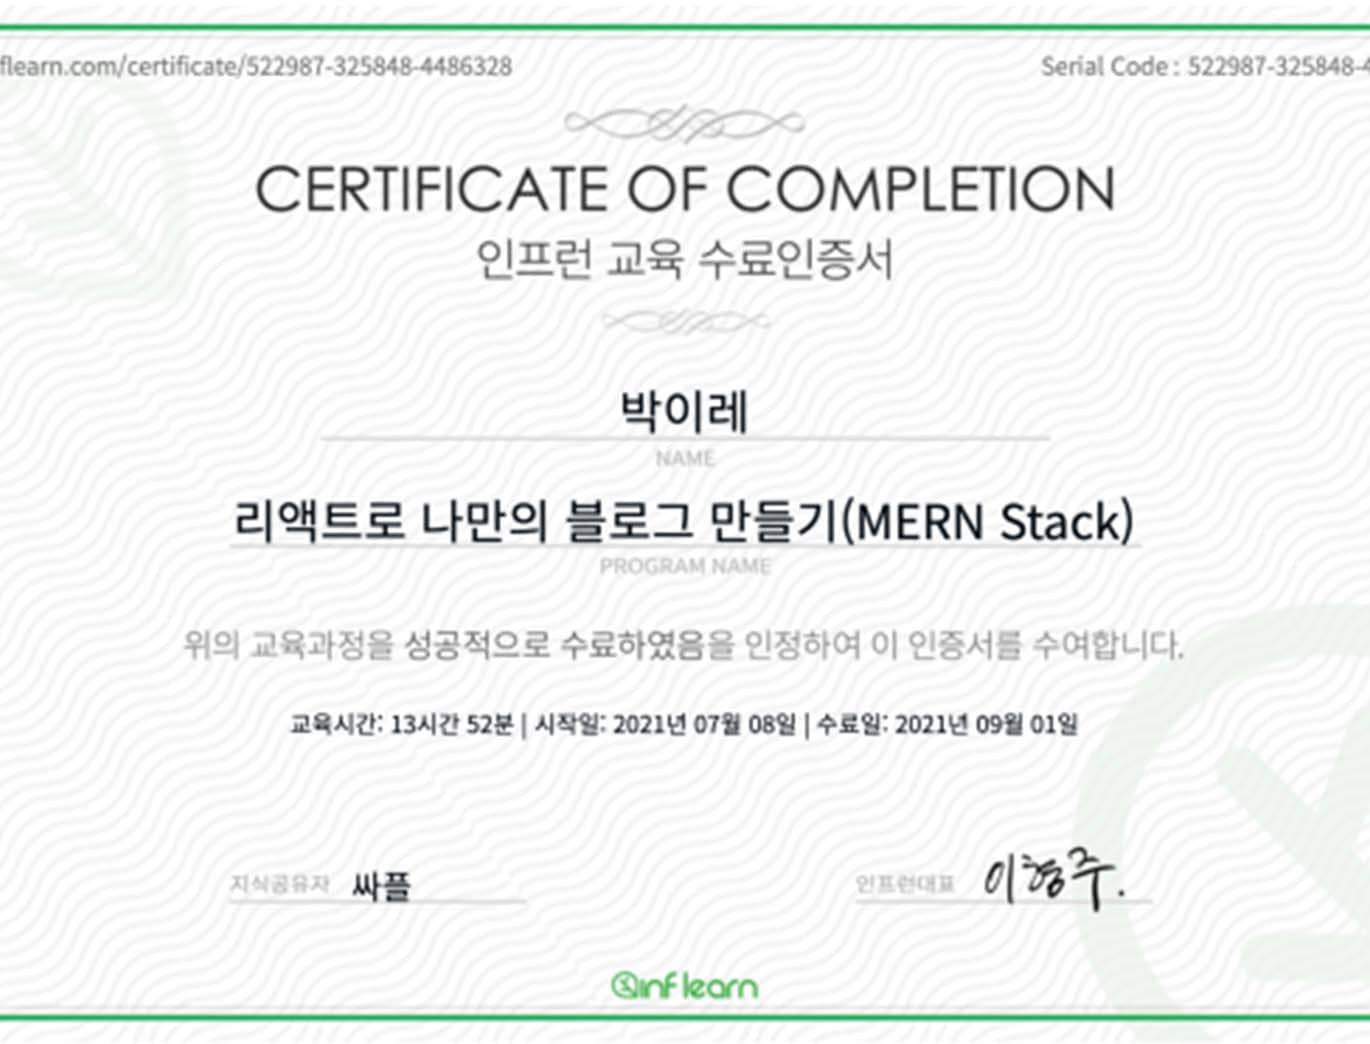 flearn.com/certificate/522987-325848-4486328
Serial Code : 522987-325848-4
CERTIFICATE OF COMPLETION
인프런 교육 수료인증서
박이레
NAME
리액트로 나만의 블로그 만들기(MERN Stack)
PROGRAM NAME
위의 교육과정을 성공적으로 수료하였음을 인정하여 이 인증서를 수여합니다.
교육시간: 13시간 52분 | 시작일: 2021년 07월 08일 | 수료일: 2021년 09월 01일
지식공유자 싸플
인프런대표 이형주.
inflearn